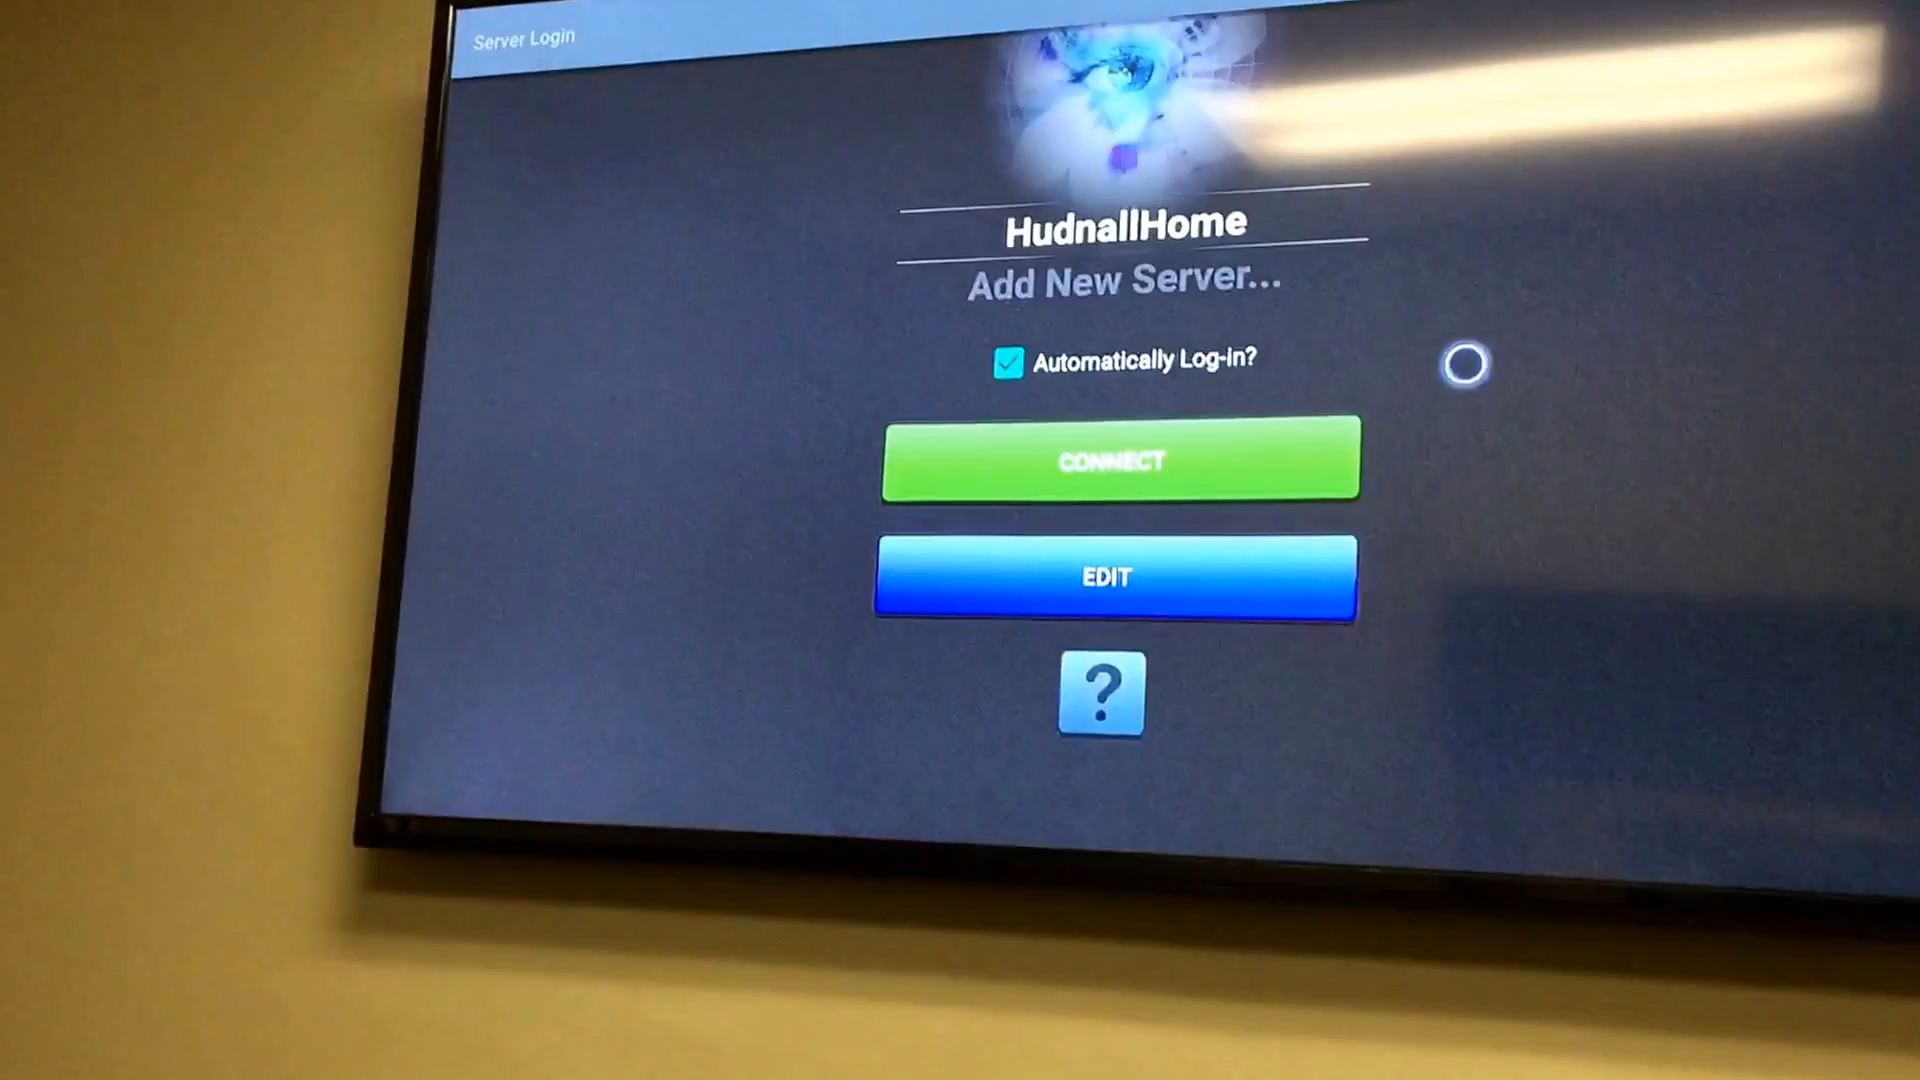 Server Login
HudnallHome
Add New Server...
Automatically Log-in?
CONNECT
EDIT
?